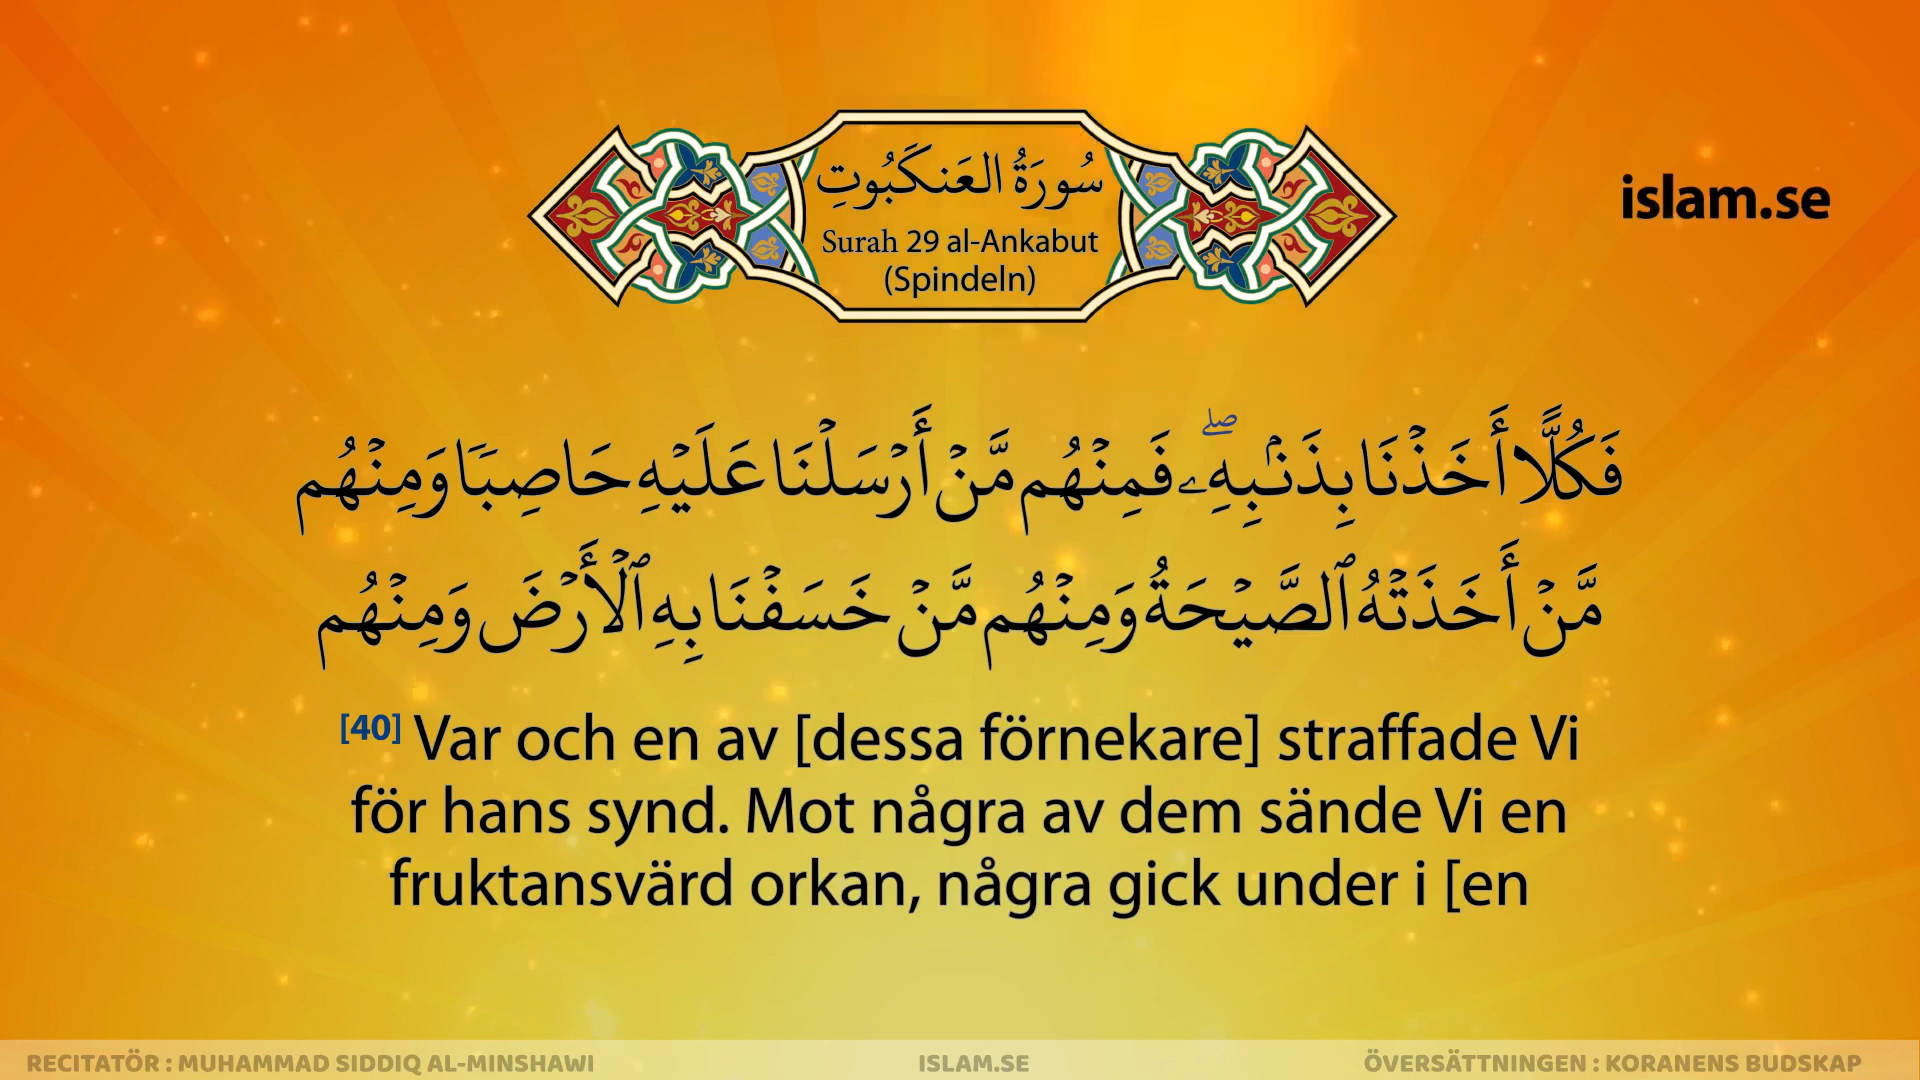 سُورَةُ العَنكَبُوتِ
Surah 29 al-Ankabut
(Spindeln)
islam.se
فَكُلًّا أَخَذۡنَا بِذَنۢبِهِۦۖ فَمِنۡهُم مَّنۡ أَرۡسَلۡنَا عَلَيۡهِ حَاصِبٗا وَمِنۡهُم
مَّنۡ أَخَذَتۡهُ ٱلصَّيۡحَةُ وَمِنۡهُم مَّنۡ خَسَفۡنَا بِهِ ٱلۡأَرۡضَ وَمِنۡهُم
[40] Var och en av [dessa förnekare] straffade Vi
för hans synd. Mot några av dem sände Vi en
fruktansvärd orkan, några gick under i [en
RECITATÖR : MUHAMMAD SIDDIQ AL-MINSHAWI
ISLAM.SE
ÖVERSÄTTNINGEN : KORANENS BUDSKAP